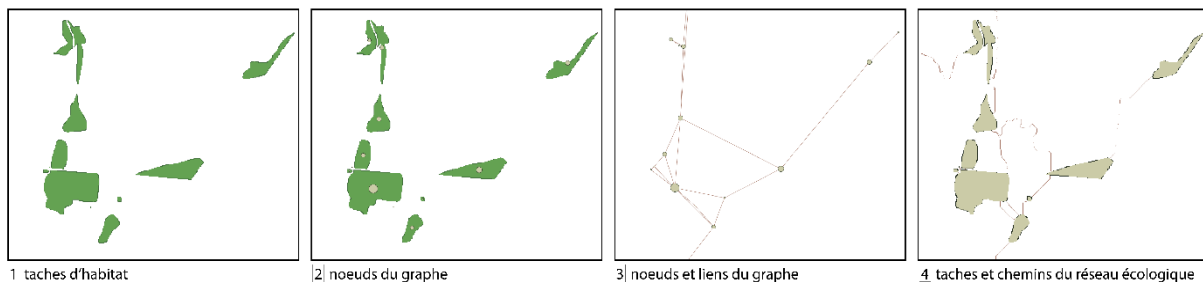 1 taches d'habitat
2 noeuds du graphe
3 noeuds et liens du graphe
4 taches et chemins du réseau écologique